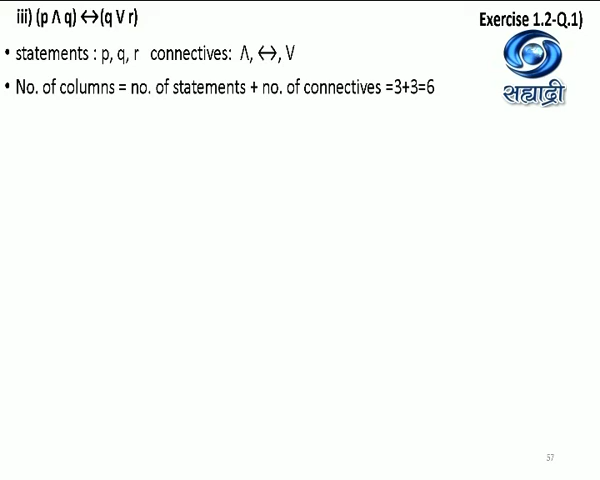 iii) (p Λ q) ↔(q V r)
Exercise 1.2-Q.1)
• statements : p, q, r connectives: Λ, ↔, V
• No. of columns = no. of statements + no. of connectives =3+3=6
सह्याद्री
37